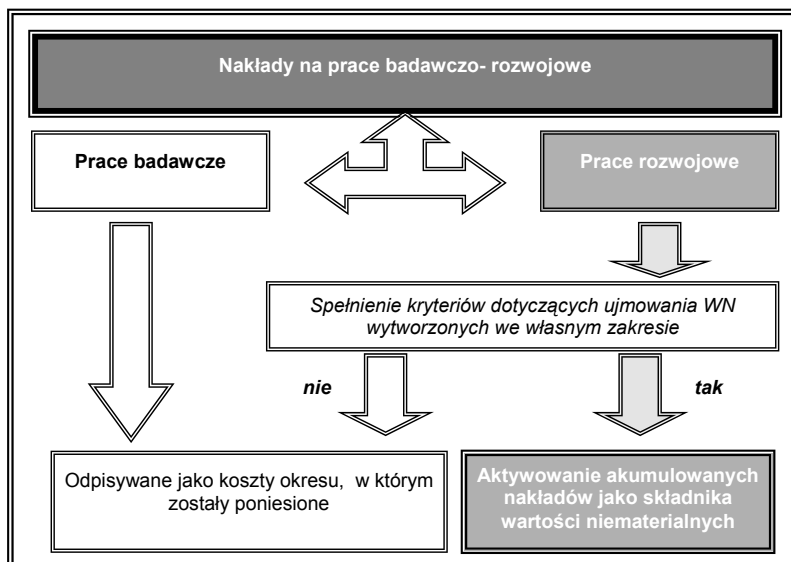 Nakłady na prace badawczo- rozwojowe
Prace badawcze
Prace rozwojowe
Spełnienie kryteriów dotyczących ujmowania WN
wytworzonych we własnym zakresie
nie
tak
Odpisywane jako koszty okresu, w którym
zostały poniesione
Aktywowanie akumulowanych
nakładów jako składnika
wartości niematerialnych